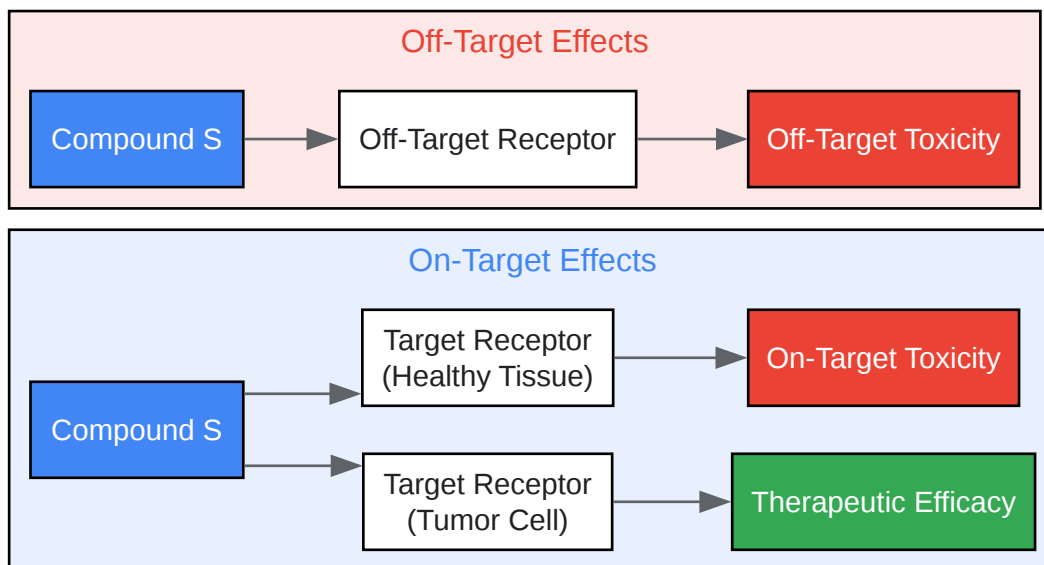 Off-Target Effects
Compound S
Off-Target Receptor
Off-Target Toxicity
On-Target Effects
Compound S
Target Receptor
(Healthy Tissue)
On-Target Toxicity
Target Receptor
(Tumor Cell)
Therapeutic Efficacy